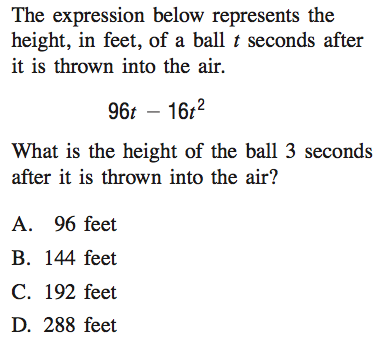 The expression below represents the
height, in feet, of a ball t seconds after
it is thrown into the air.
96t − 16t²
What is the height of the ball 3 seconds
after it is thrown into the air?
A. 96 feet
B. 144 feet
C. 192 feet
D. 288 feet